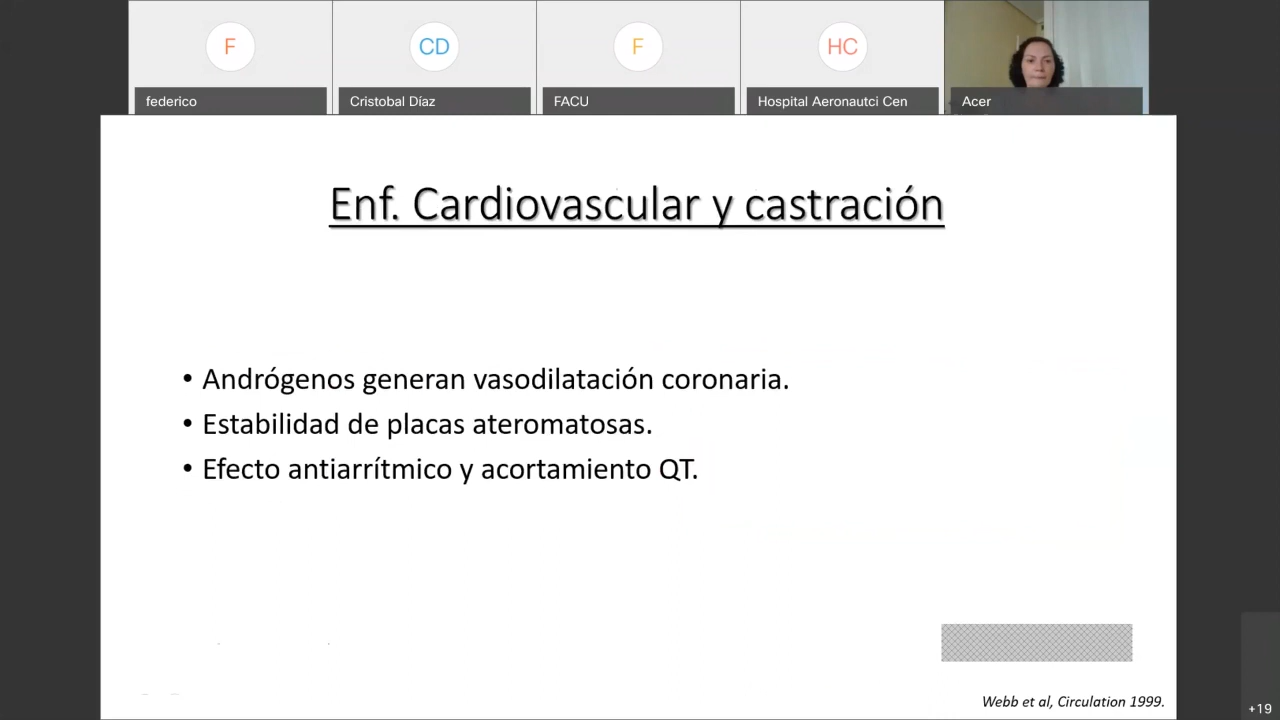 F
CD
F
HC
federico
Cristobal Díaz
FACU
Hospital Aeronautci Cen
Acer
Enf. Cardiovascular y castración
• Andrógenos generan vasodilatación coronaria.
• Estabilidad de placas ateromatosas.
• Efecto antiarrítmico y acortamiento QT.
Webb et al, Circulation 1999.
+19